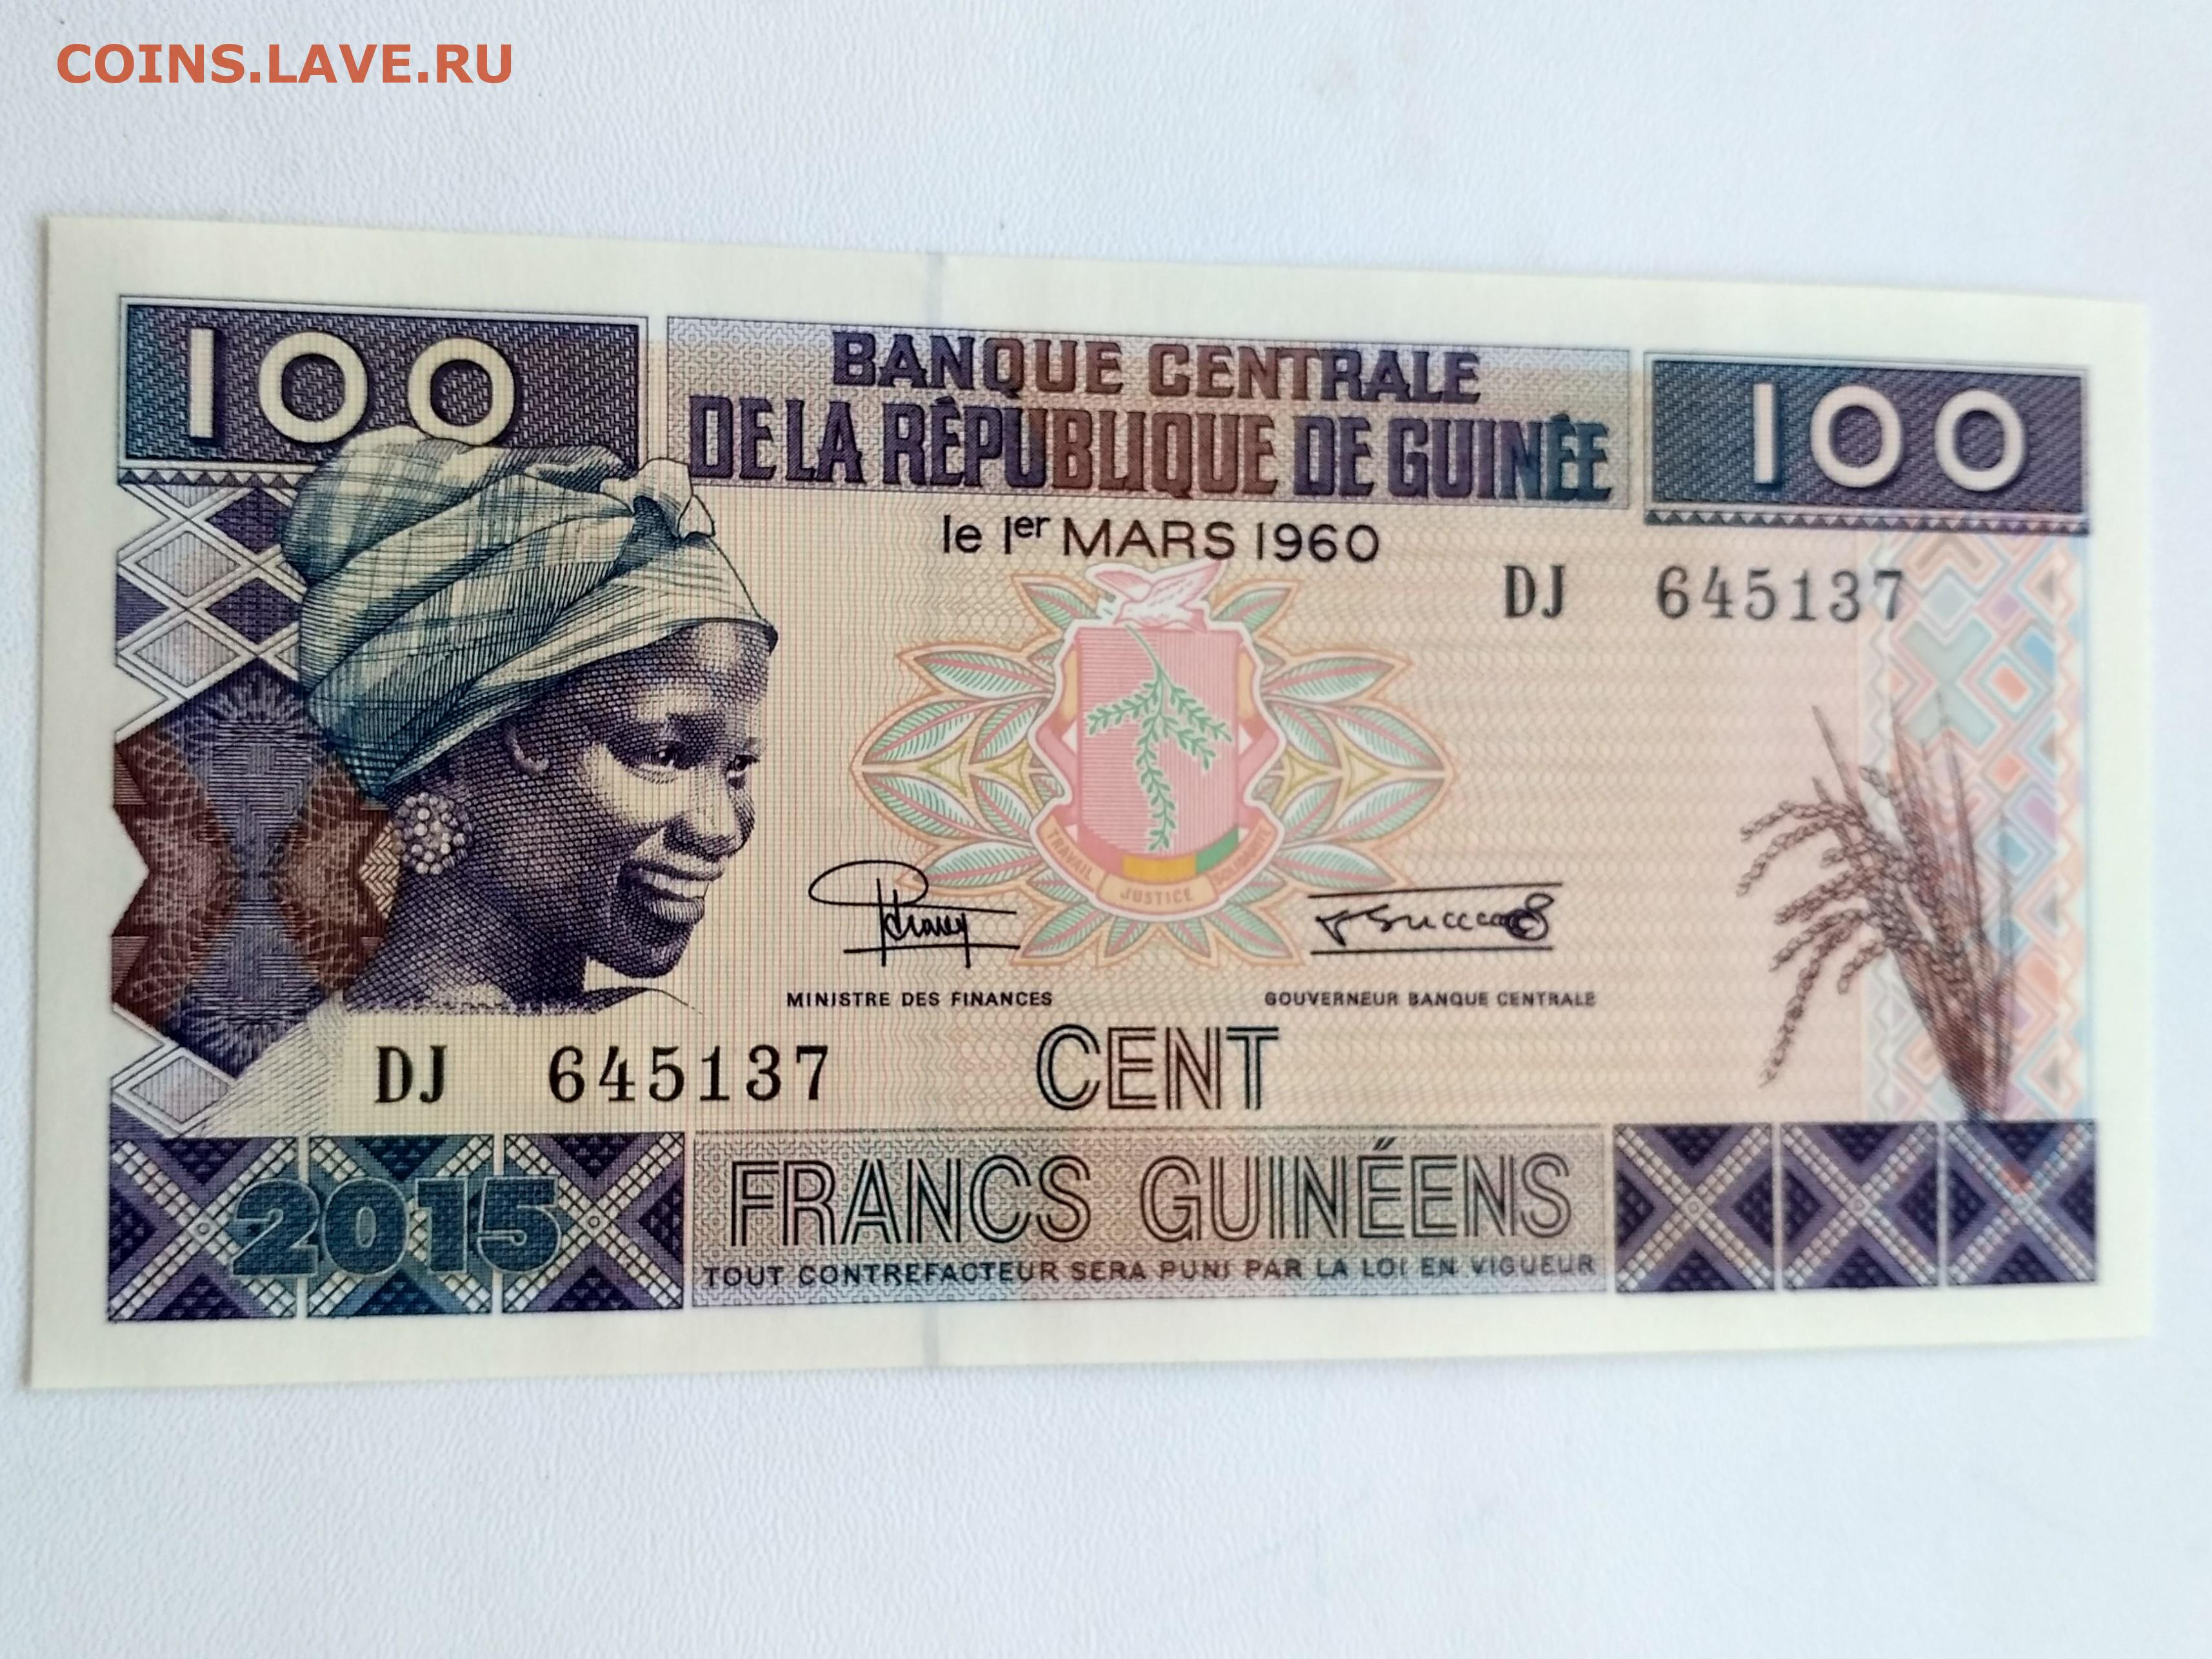 COINS.LAVE.RU
100
100
BANQUE CENTRALE
DE LA RÉPUBLIQUE DE GUINÉE
le 1er MARS 1960
DJ 645137
TRAVAIL JUSTICE SOLIDARITÉ
MINISTRE DES FINANCES
GOUVERNEUR BANQUE CENTRALE
DJ 645137
CENT
2015
FRANCS GUINÉENS
TOUT CONTREFACTEUR SERA PUNI PAR LA LOI EN VIGUEUR